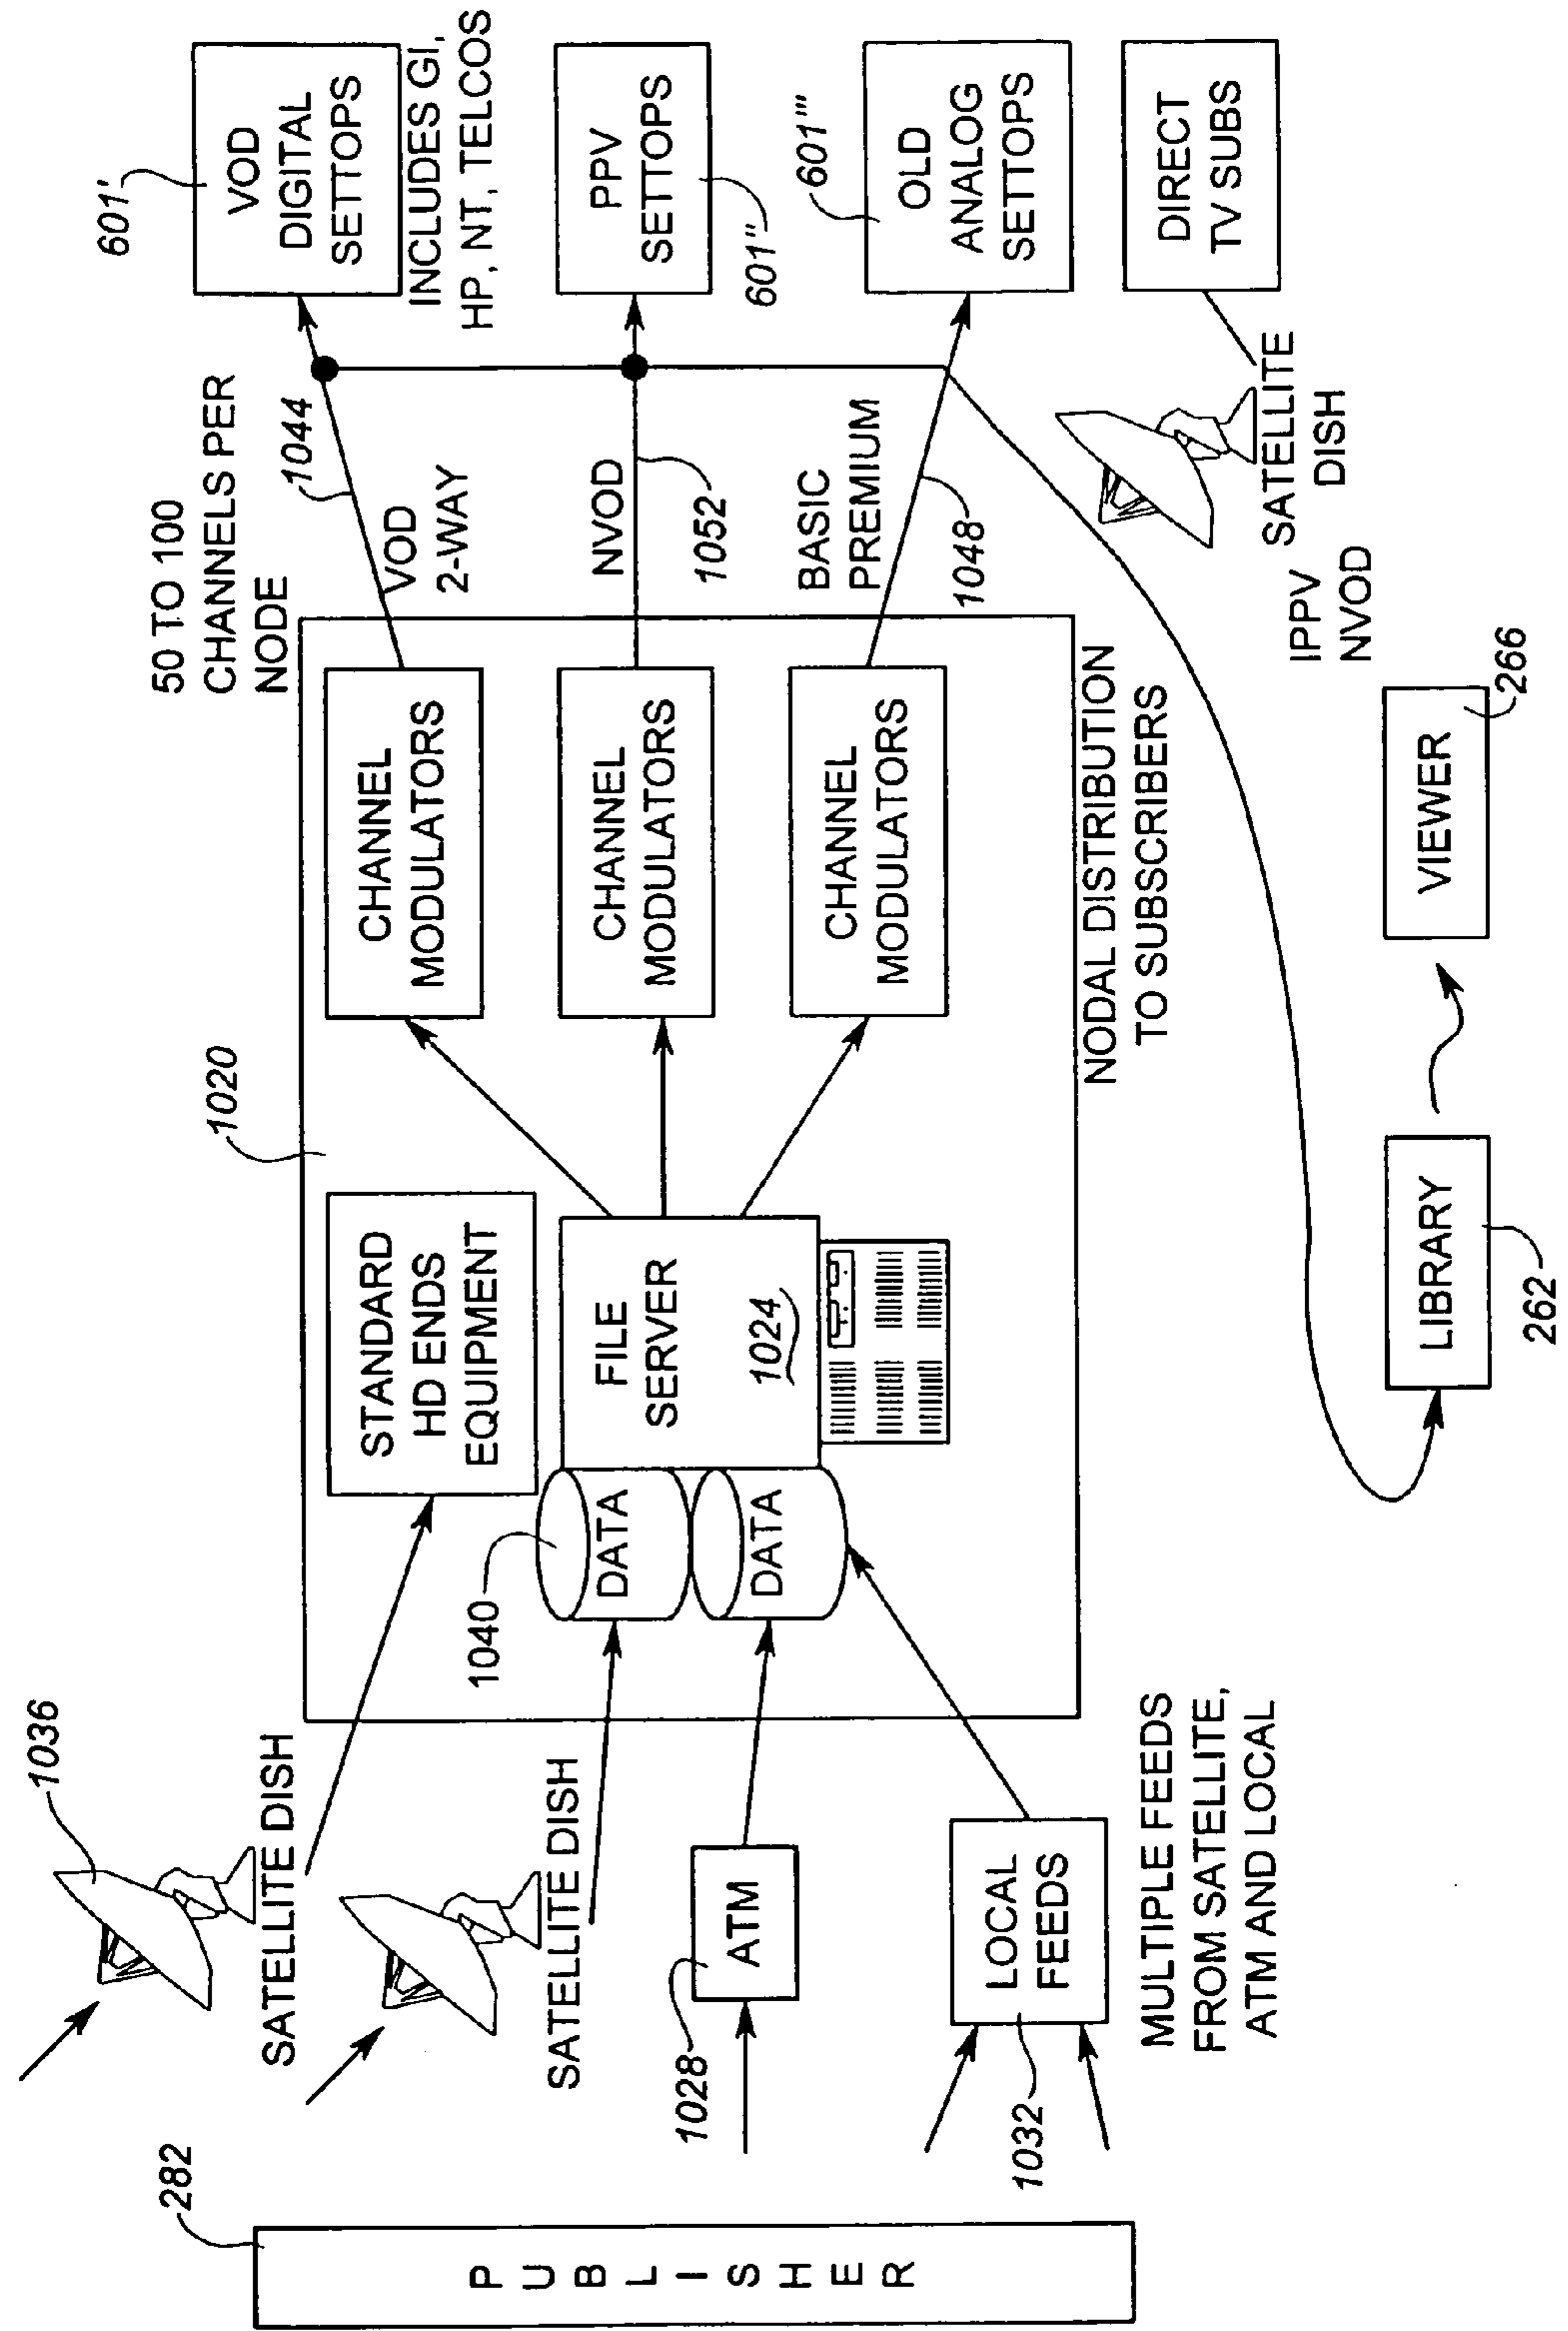 282
PUBLISHER
1036
SATELLITE DISH
SATELLITE DISH
1028
ATM
1032
LOCAL
FEEDS
MULTIPLE FEEDS
FROM SATELLITE,
ATM AND LOCAL
1020
STANDARD
HD ENDS
EQUIPMENT
1040
DATA
DATA
FILE
SERVER
1024
CHANNEL
MODULATORS
CHANNEL
MODULATORS
CHANNEL
MODULATORS
NODAL DISTRIBUTION
TO SUBSCRIBERS
50 TO 100
CHANNELS PER
NODE
1044
VOD
2-WAY
NVOD
1052
BASIC
PREMIUM
1048
601'
VOD
DIGITAL
SETTOPS
INCLUDES GI,
HP, NT, TELCOS
PPV
SETTOPS
601"
601'''
OLD
ANALOG
SETTOPS
DIRECT
TV SUBS
SATELLITE
DISH
IPPV
NVOD
LIBRARY
262
VIEWER
266